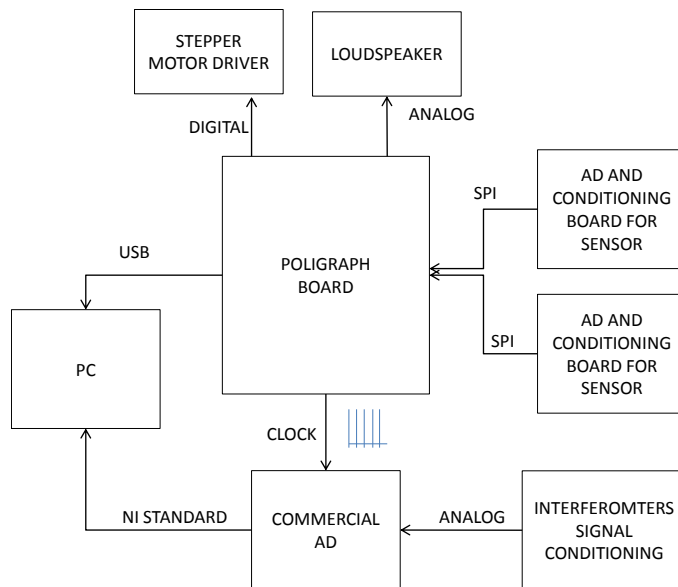 STEPPER
MOTOR DRIVER
LOUDSPEAKER
DIGITAL
ANALOG
SPI
AD AND
CONDITIONING
BOARD FOR
SENSOR
USB
POLIGRAPH
BOARD
PC
SPI
AD AND
CONDITIONING
BOARD FOR
SENSOR
CLOCK
NI STANDARD
COMMERCIAL
AD
ANALOG
INTERFEROMTERS
SIGNAL
CONDITIONING